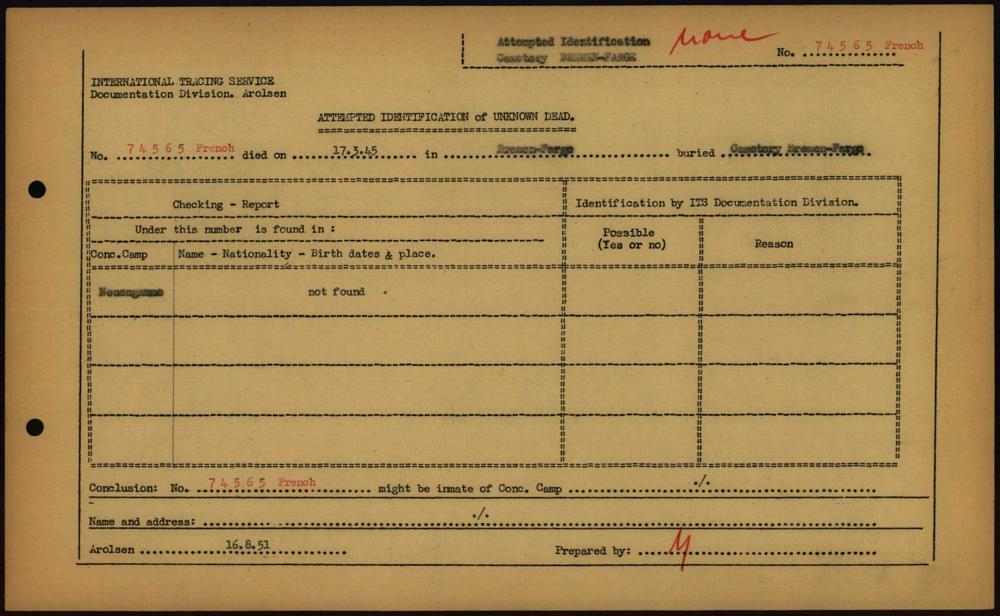 Attempted Identification
Cemetery BREMEN-FARGE
None
No. 74565 French
INTERNATIONAL TRACING SERVICE
Documentation Division. Arolsen
ATTEMPTED IDENTIFICATION of UNKNOWN DEAD.
No. 74565 French died on 17.3.45 in Bremen-Farge buried Cemetery Bremen-Farge
Checking - Report
Identification by ITS Documentation Division.
Under this number is found in :
Possible
(Yes or no)
Reason
Conc.Camp
Name - Nationality - Birth dates & place.
Neuengamme
not found .
Conclusion: No. 74565 French might be inmate of Conc. Camp ./.
Name and address: ./.
Arolsen 16.8.51
Prepared by: